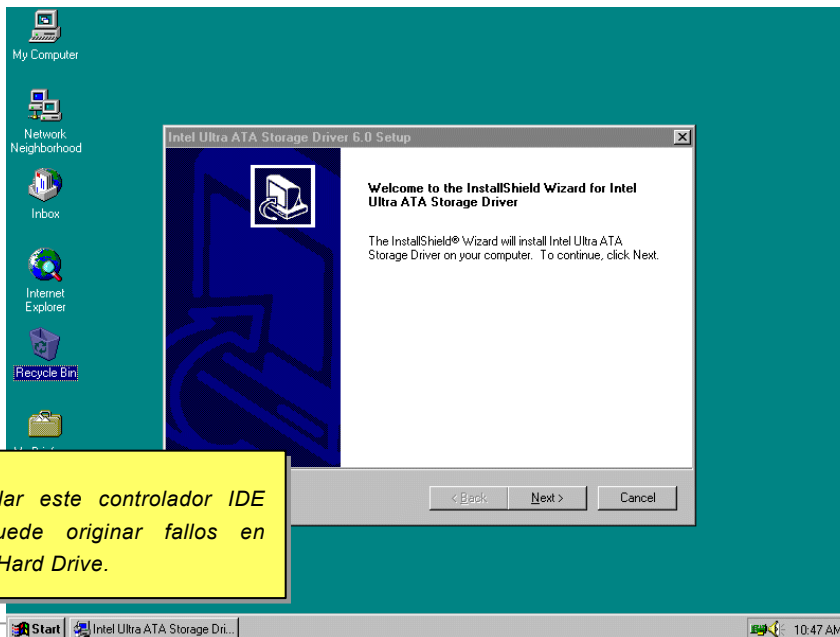 My Computer
Network
Neighborhood
Inbox
Internet
Explorer
Recycle Bin
Intel Ultra ATA Storage Driver 6.0 Setup
Welcome to the InstallShield Wizard for Intel
Ultra ATA Storage Driver
The InstallShield® Wizard will install Intel Ultra ATA
Storage Driver on your computer. To continue, click Next.
< Back
Next >
Cancel
este controlador IDE
originar fallos en
Hard Drive.
Start
Intel Ultra ATA Storage Dri...
10:47 AM